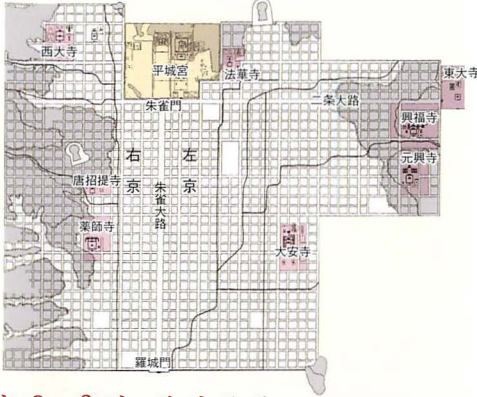 西大寺
平城宮
法華寺
東大寺
朱雀門
二条大路
興福寺
元興寺
右京
左京
朱雀大路
唐招提寺
薬師寺
大安寺
羅城門